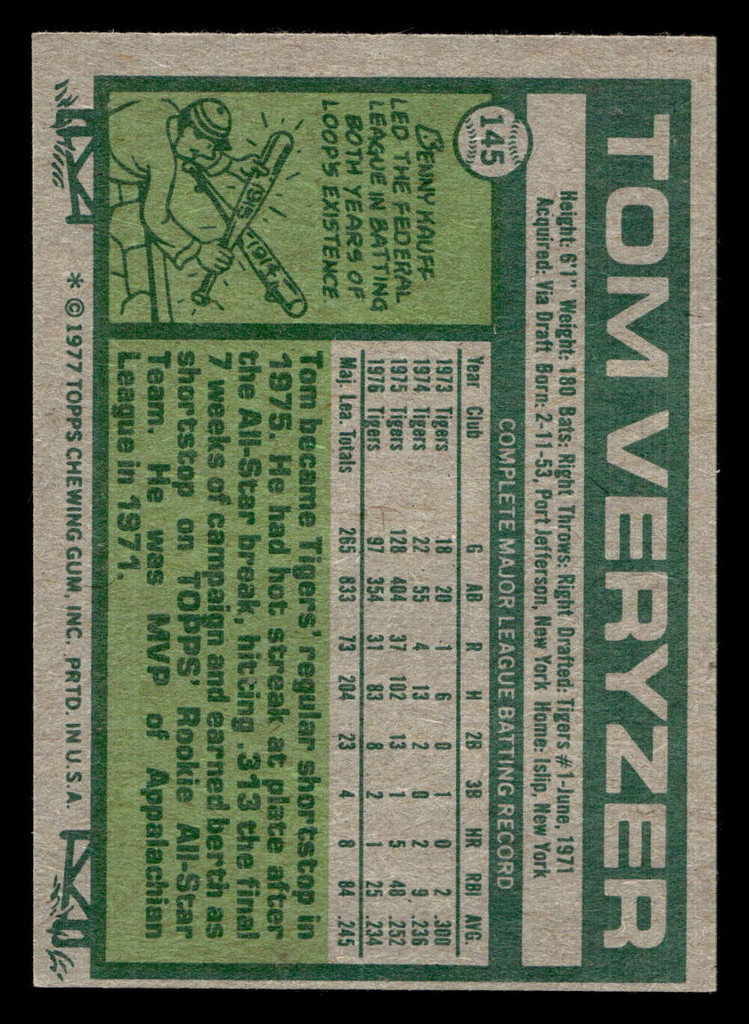 145
TOM VERYZER
Height: 6'1" Weight: 180 Bats: Right Throws: Right Drafted: Tigers #1-June, 1971
Acquired: Via Draft Born: 2-11-53, Port Jefferson, New York Home: Islip, New York
COMPLETE MAJOR LEAGUE BATTING RECORD
Year Club G AB R H 2B 3B HR RBI AVG.
1973 Tigers 18 20 1 6 0 1 0 2 .300
1974 Tigers 22 55 4 13 2 0 2 9 .236
1975 Tigers 128 404 37 102 13 1 5 48 .252
1976 Tigers 97 354 31 83 8 2 1 25 .234
Maj. Lea. Totals 265 833 73 204 23 4 8 84 .245
BENNY KAUFF
LED THE FEDERAL
LEAGUE IN BATTING
BOTH YEARS OF
LOOP'S EXISTENCE
1915
-1915
Tom became Tigers' regular shortstop in
1975. He had hot streak at plate after
the All-Star break, hitting .313 the final
7 weeks of campaign and earned berth as
shortstop on TOPPS' Rookie All-Star
Team. He was MVP of Appalachian
League in 1971.
* © 1977 TOPPS CHEWING GUM, INC. PRTD. IN U.S.A.